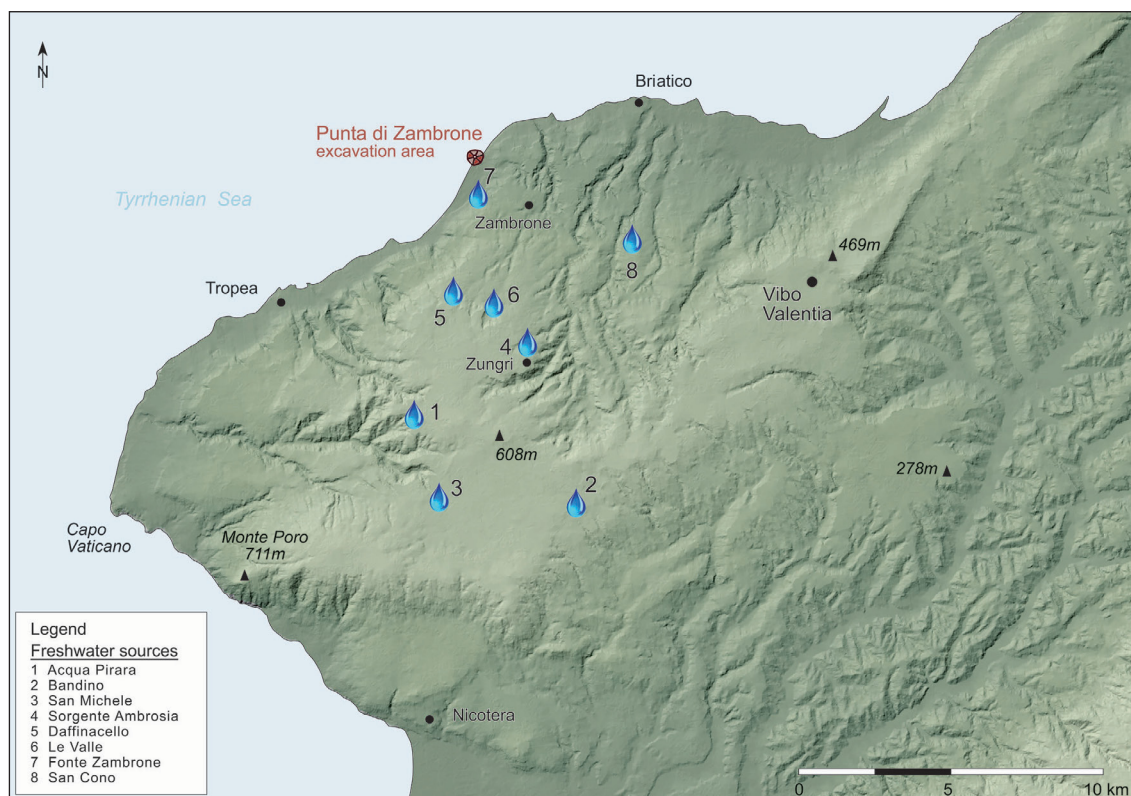 N
Briatico
Punta di Zambrone
excavation area
7
Tyrrhenian Sea
Zambrone
469m
8
Tropea
5
6
Vibo
Valentia
4
Zungri
1
608m
278m
3
2
Capo
Vaticano
Monte Poro
711m
Legend
Freshwater sources
1 Acqua Pirara
2 Bandino
3 San Michele
4 Sorgente Ambrosia
5 Daffinacello
6 Le Valle
7 Fonte Zambrone
8 San Cono
Nicotera
0 5 10 km